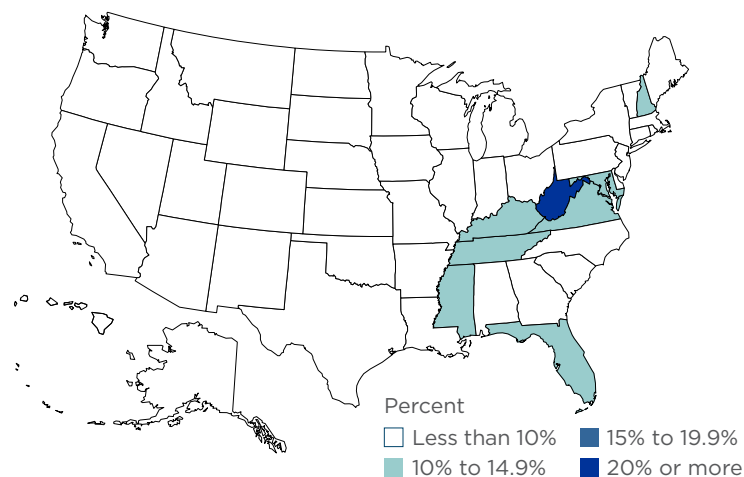 Percent
Less than 10%
10% to 14.9%
15% to 19.9%
20% or more